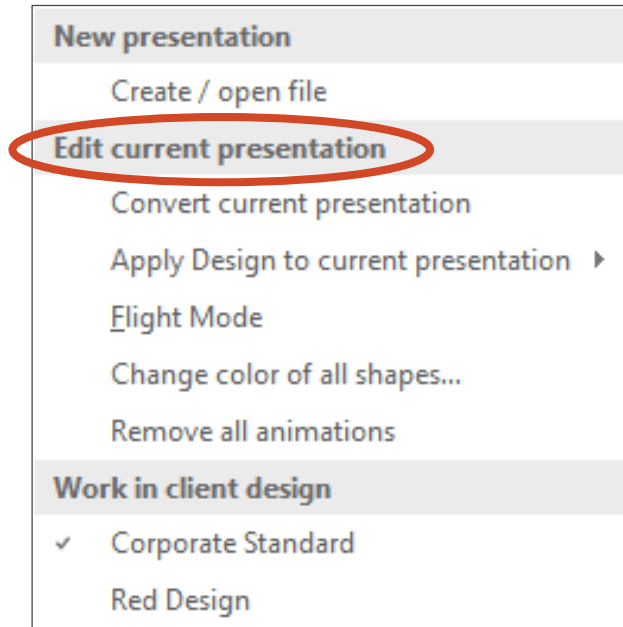 New presentation
Create / open file
Edit current presentation
Convert current presentation
Apply Design to current presentation
Flight Mode
Change color of all shapes...
Remove all animations
Work in client design
Corporate Standard
Red Design